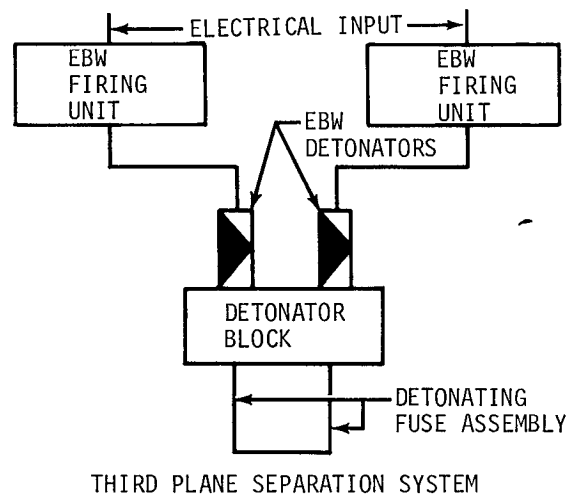 ELECTRICAL INPUT
EBW
FIRING
UNIT
EBW
FIRING
UNIT
EBW
DETONATORS
DETONATOR
BLOCK
DETONATING
FUSE ASSEMBLY
THIRD PLANE SEPARATION SYSTEM